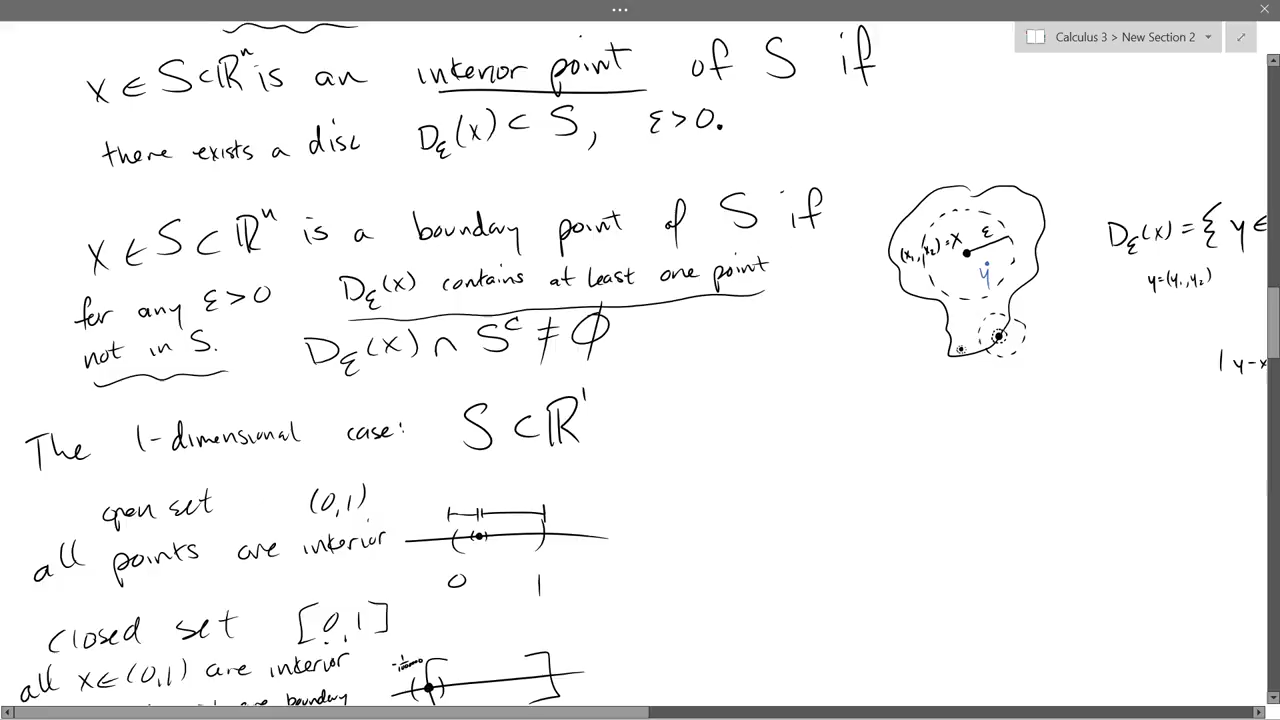 Calculus 3 > New Section 2
x ∈ S ⊂ ℝⁿ is an interior point of S if
there exists a disc D_ε(x) ⊂ S, ε > 0.
x ∈ S ⊂ ℝⁿ is a boundary point of S if
for any ε > 0 D_ε(x) contains at least one point
not in S. D_ε(x) ∩ Sᶜ ≠ ∅
(x₁, x₂) = x ε
y
D_ε(x) = { y ∈
y = (y₁, y₂)
| y - x
The 1-dimensional case: S ⊂ ℝ¹
open set (0,1)
all points are interior
0 1
closed set [0,1]
all x ∈ (0,1) are interior
are boundary